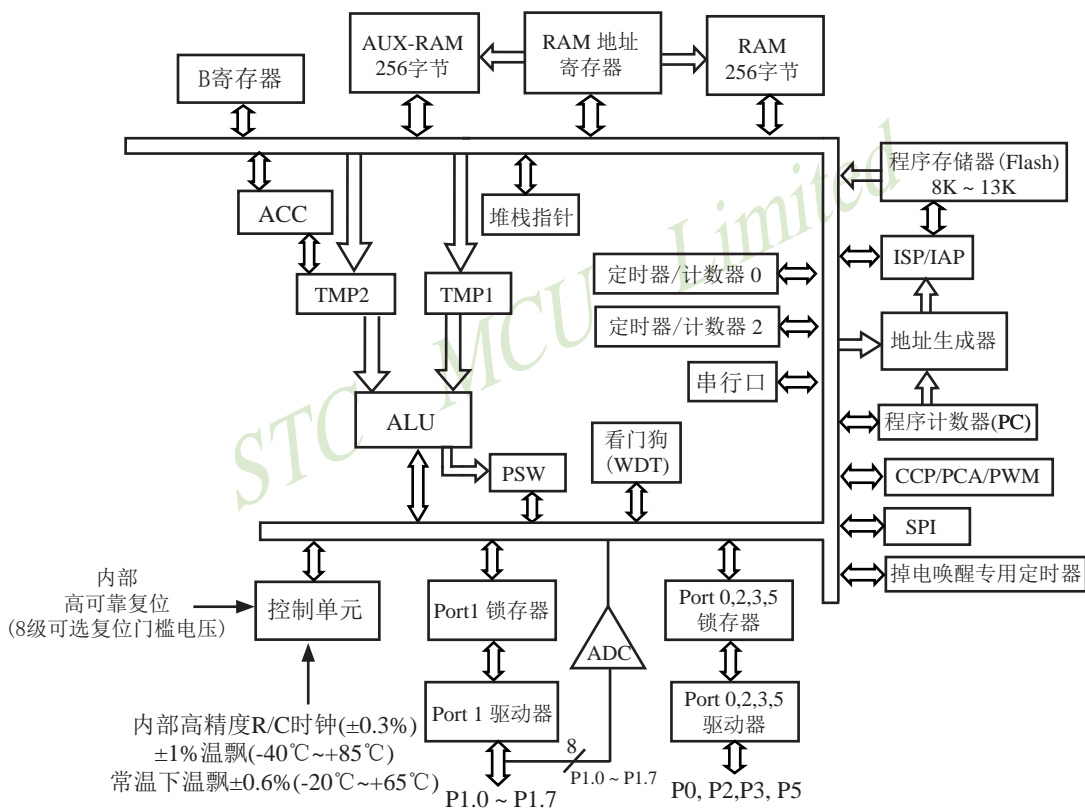 AUX-RAM
256字节
RAM 地址
寄存器
RAM
256字节
B寄存器
程序存储器(Flash)
8K ~ 13K
ACC
堆栈指针
ISP/IAP
定时器/计数器 0
TMP2
TMP1
定时器/计数器 2
地址生成器
串行口
ALU
程序计数器(PC)
看门狗
(WDT)
PSW
CCP/PCA/PWM
SPI
掉电唤醒专用定时器
内部
高可靠复位
(8级可选复位门槛电压)
控制单元
Port1 锁存器
ADC
Port 0,2,3,5
锁存器
Port 1 驱动器
Port 0,2,3,5
驱动器
内部高精度R/C时钟(±0.3%)
±1%温飘(-40℃~+85℃)
常温下温飘±0.6%(-20℃~+65℃)
8
P1.0 ~ P1.7
P1.0 ~ P1.7
P0, P2,P3, P5
STC MCU Limited